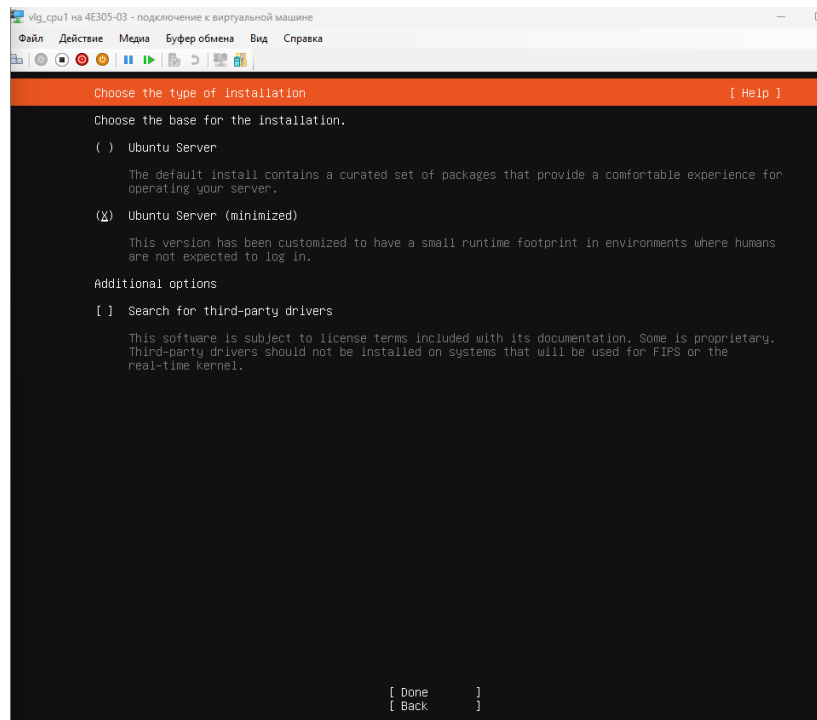 vlg_cpu1 на 4E305-03 - подключение к виртуальной машине
Файл Действие Медиа Буфер обмена Вид Справка
Choose the type of installation [ Help ]
Choose the base for the installation.
( ) Ubuntu Server
The default install contains a curated set of packages that provide a comfortable experience for
operating your server.
(X) Ubuntu Server (minimized)
This version has been customized to have a small runtime footprint in environments where humans
are not expected to log in.
Additional options
[ ] Search for third-party drivers
This software is subject to license terms included with its documentation. Some is proprietary.
Third-party drivers should not be installed on systems that will be used for FIPS or the
real-time kernel.
[ Done ]
[ Back ]